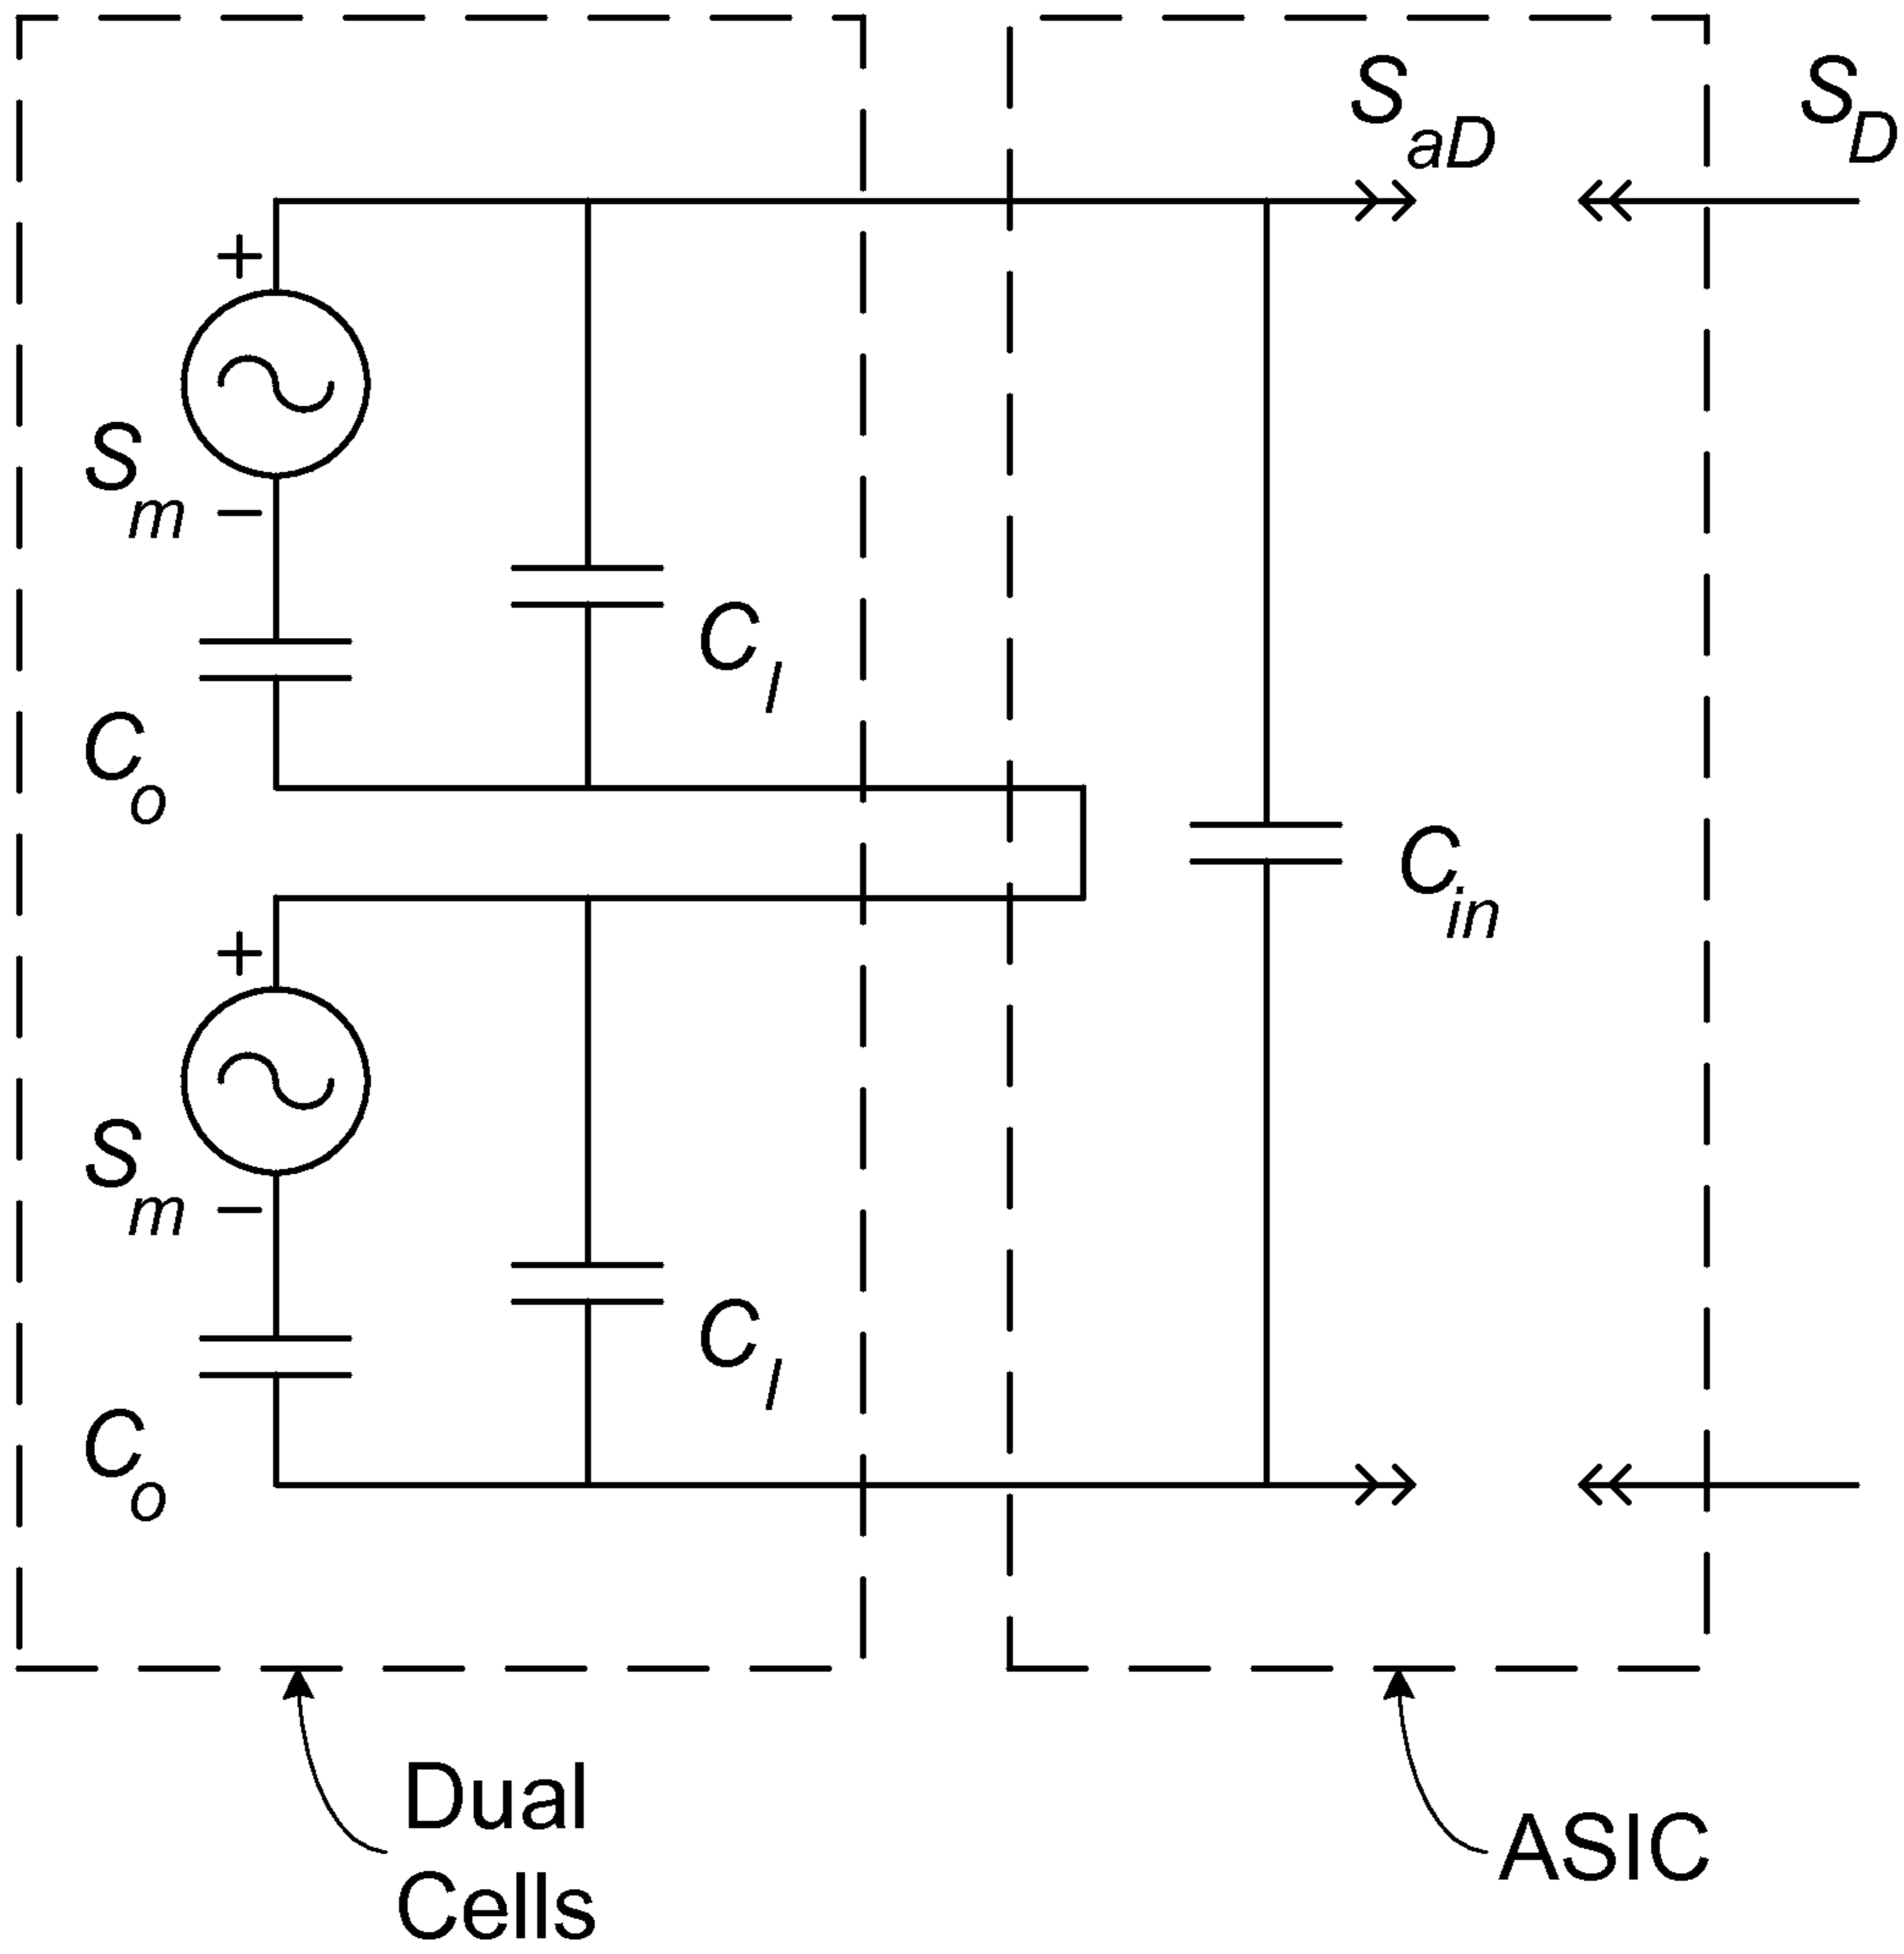 S_aD
S_D
+
S_m
−
C_l
C_o
C_in
+
S_m
−
C_l
C_o
Dual
Cells
ASIC